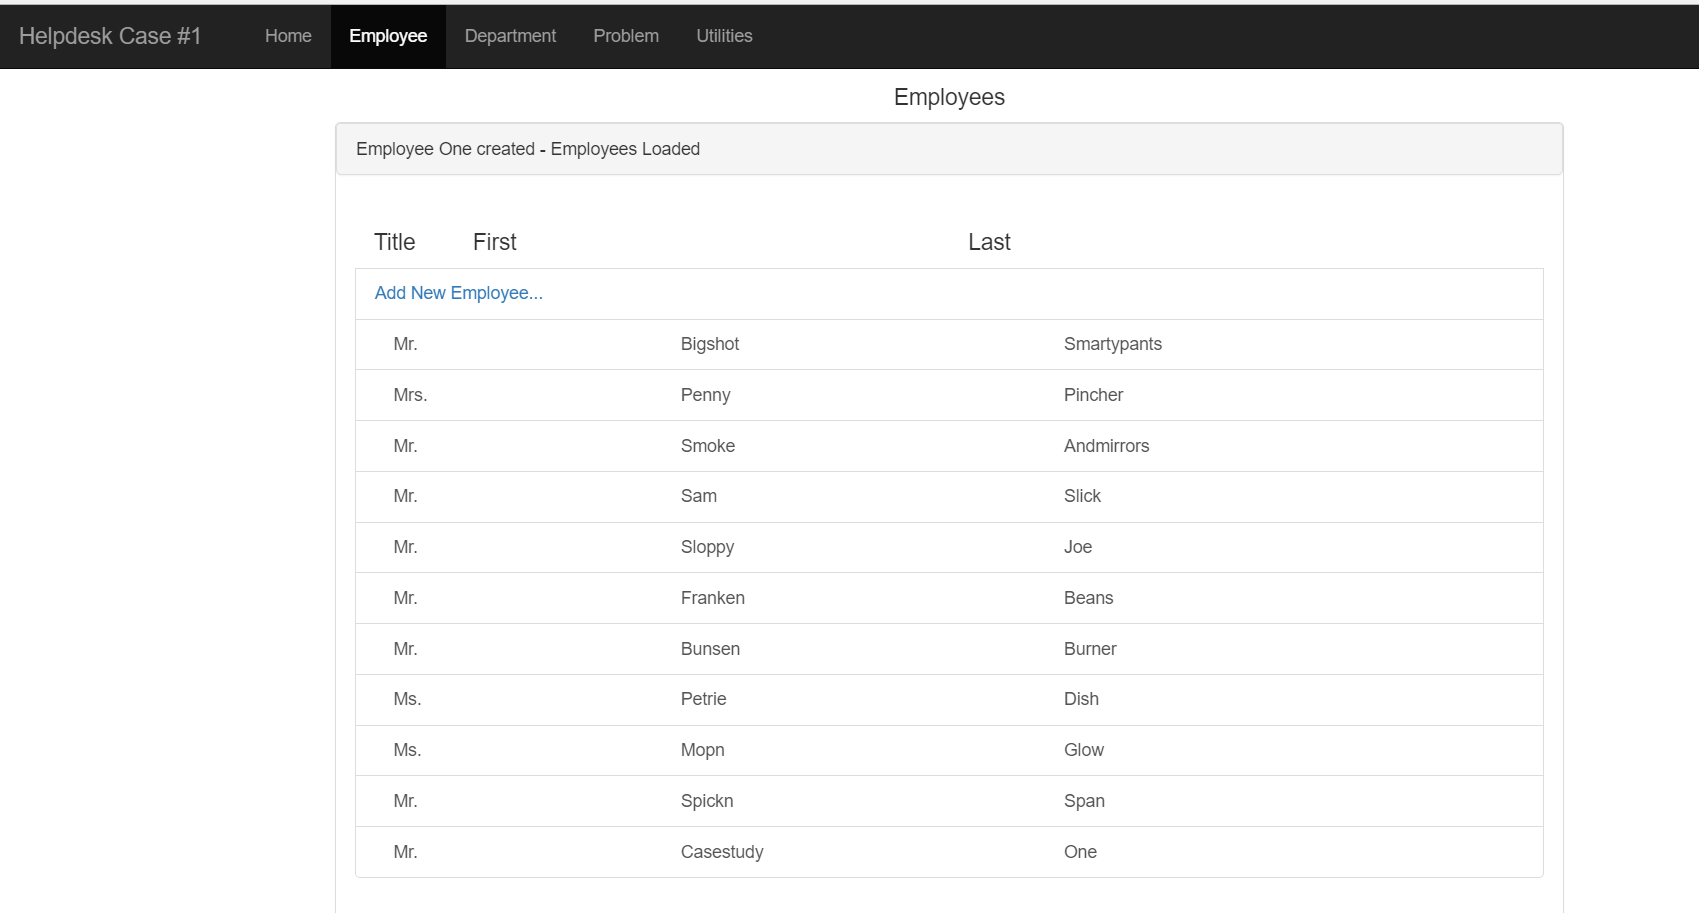 Helpdesk Case #1 Home Employee Department Problem Utilities
Employees
Employee One created - Employees Loaded
Title First Last
Add New Employee...
Mr. Bigshot Smartypants
Mrs. Penny Pincher
Mr. Smoke Andmirrors
Mr. Sam Slick
Mr. Sloppy Joe
Mr. Franken Beans
Mr. Bunsen Burner
Ms. Petrie Dish
Ms. Mopn Glow
Mr. Spickn Span
Mr. Casestudy One